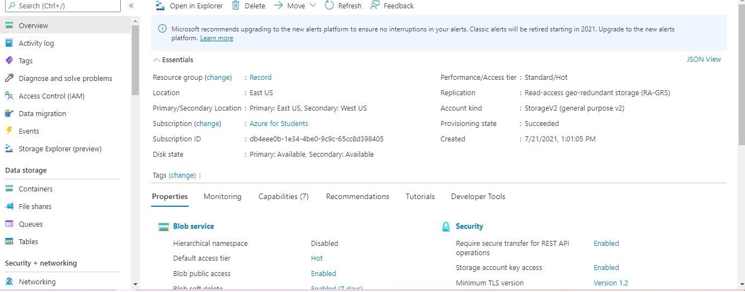 Search (Ctrl+/)
«
Open in Explorer
Delete
Move
Refresh
Feedback
Overview
Activity log
Tags
Diagnose and solve problems
Access Control (IAM)
Data migration
Events
Storage Explorer (preview)
Data storage
Containers
File shares
Queues
Tables
Security + networking
Networking
Microsoft recommends upgrading to the new alerts platform to ensure no interruptions in your alerts. Classic alerts will be retired starting in 2021. Upgrade to the new alerts
platform. Learn more
Essentials
JSON View
Resource group (change) : Record
Location : East US
Primary/Secondary Location : Primary: East US, Secondary: West US
Subscription (change) : Azure for Students
Subscription ID : db4eee0b-1e34-4be0-9c9c-65cc8d398405
Disk state : Primary: Available, Secondary: Available
Performance/Access tier : Standard/Hot
Replication : Read-access geo-redundant storage (RA-GRS)
Account kind : StorageV2 (general purpose v2)
Provisioning state : Succeeded
Created : 7/21/2021, 1:01:05 PM
Tags (change) :
Properties
Monitoring
Capabilities (7)
Recommendations
Tutorials
Developer Tools
Blob service
Hierarchical namespace Disabled
Default access tier Hot
Blob public access Enabled
Blob soft delete Enabled (7 days)
Security
Require secure transfer for REST API Enabled
operations
Storage account key access Enabled
Minimum TLS version Version 1.2